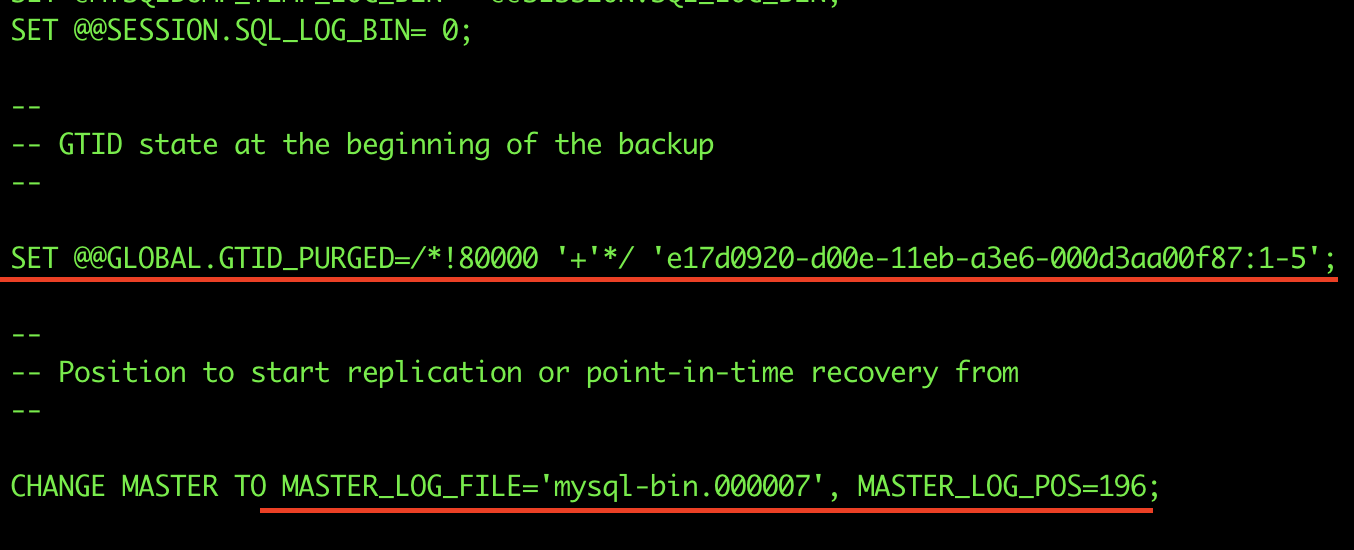 SET @@SESSION.SQL_LOG_BIN= 0;
--
-- GTID state at the beginning of the backup
--
SET @@GLOBAL.GTID_PURGED=/*!80000 '+'*/ 'e17d0920-d00e-11eb-a3e6-000d3aa00f87:1-5';
--
-- Position to start replication or point-in-time recovery from
--
CHANGE MASTER TO MASTER_LOG_FILE='mysql-bin.000007', MASTER_LOG_POS=196;